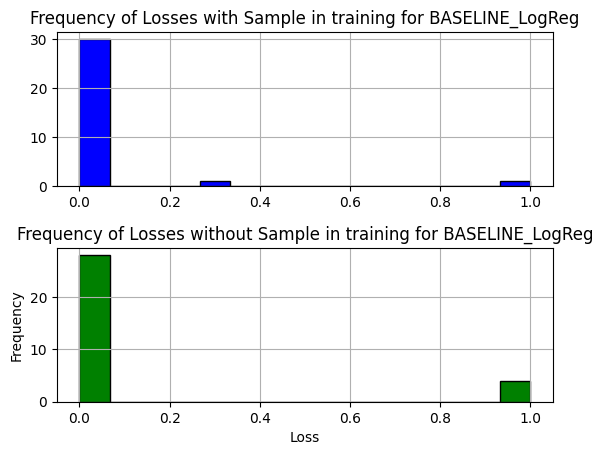 Frequency of Losses with Sample in training for BASELINE_LogReg
30
20
10
0
0.0 0.2 0.4 0.6 0.8 1.0
Frequency of Losses without Sample in training for BASELINE_LogReg
Frequency
20
10
0
0.0 0.2 0.4 0.6 0.8 1.0
Loss